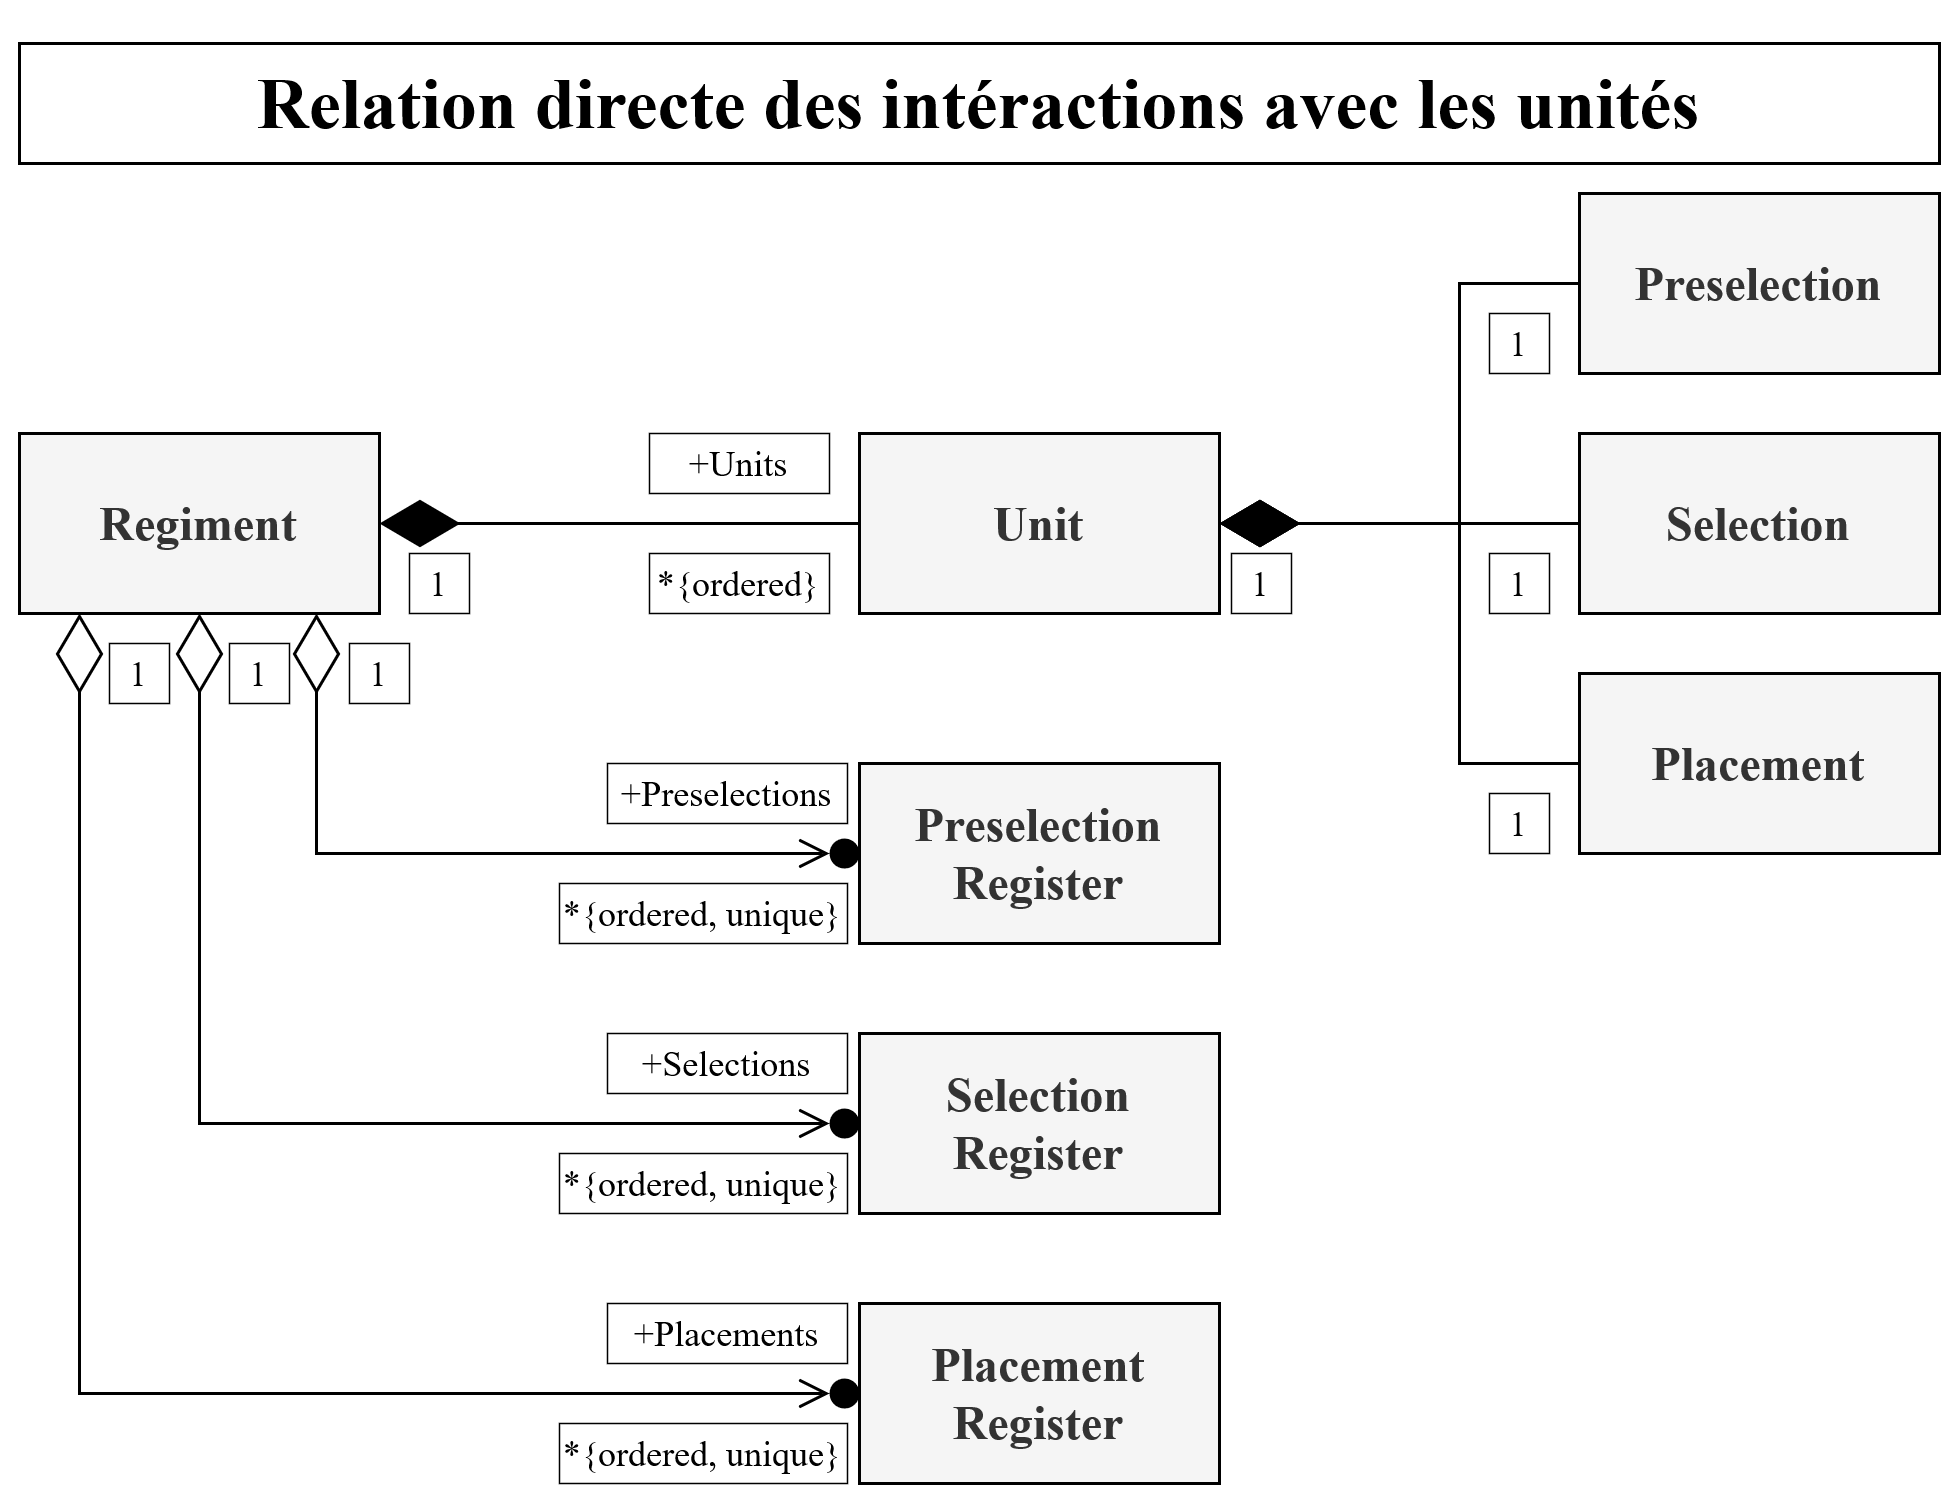 Relation directe des intéractions avec les unités
Preselection
1
+Units
Regiment
Unit
Selection
1
*{ordered}
1
1
1
1
1
Placement
+Preselections
1
Preselection
Register
*{ordered, unique}
+Selections
Selection
Register
*{ordered, unique}
+Placements
Placement
Register
*{ordered, unique}